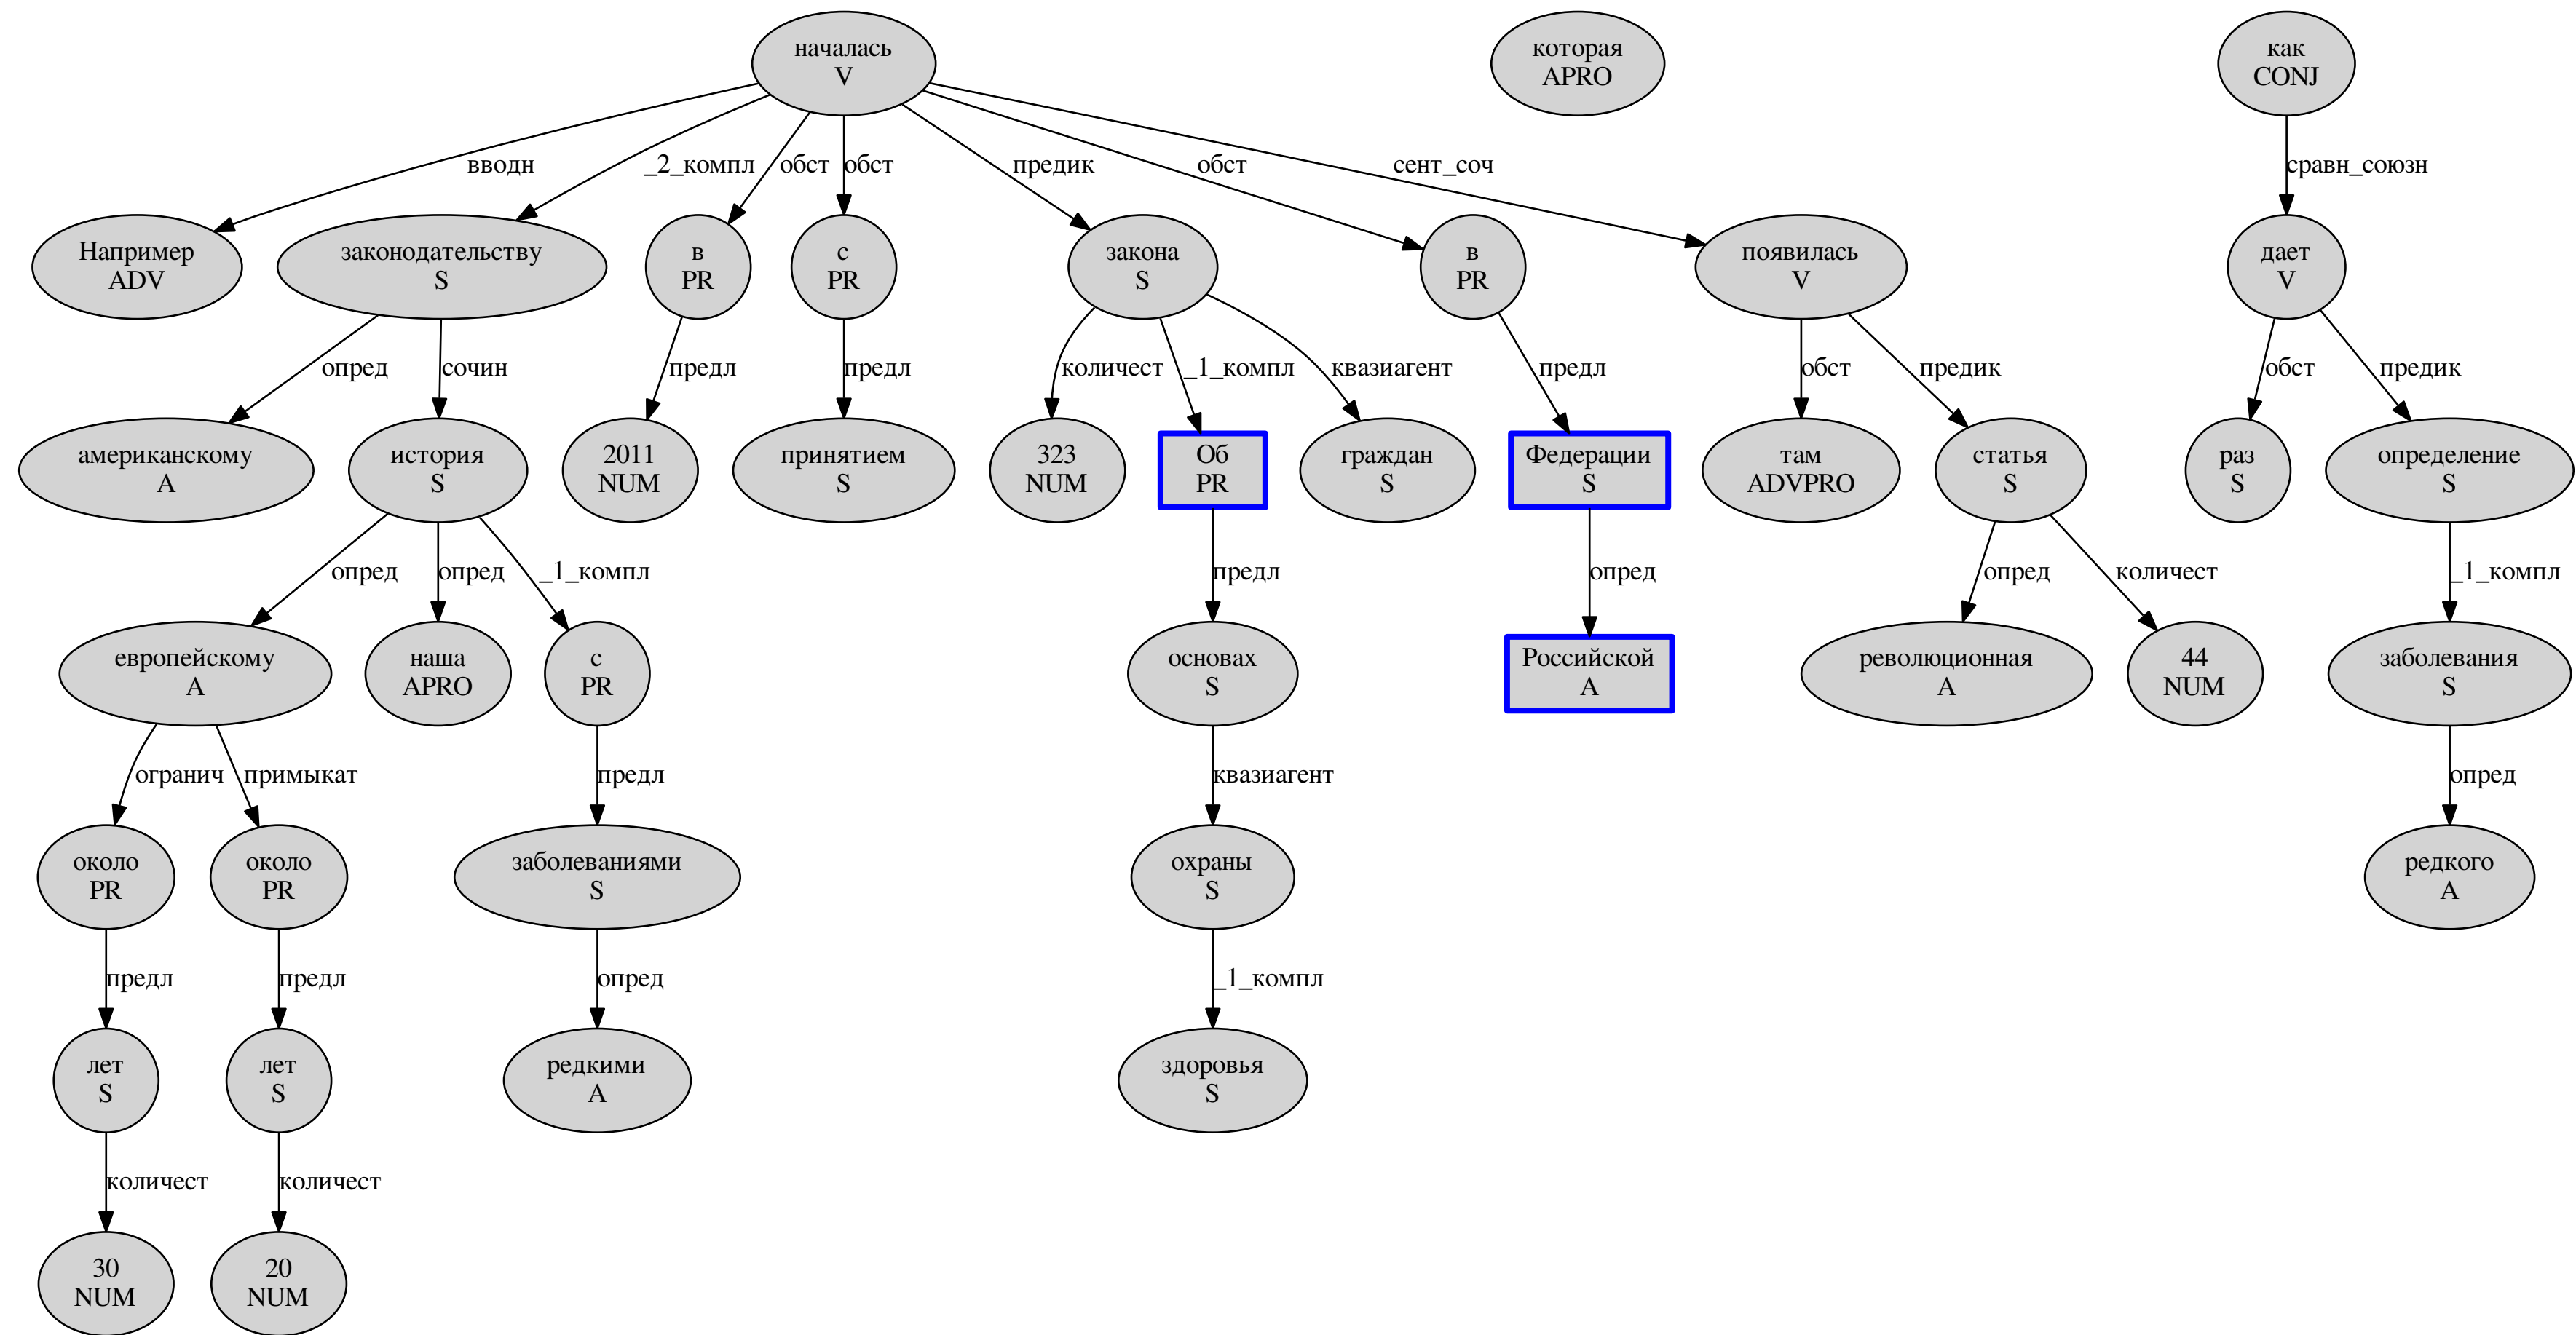 началась
V
которая
APRO
как
CONJ
вводн
_2_компл
обст
обст
предик
обст
сент_соч
сравн_союзн
Например
ADV
законодательству
S
в
PR
с
PR
закона
S
в
PR
появилась
V
дает
V
опред
сочин
предл
предл
количест
_1_компл
квазиагент
предл
обст
предик
обст
предик
американскому
A
история
S
2011
NUM
принятием
S
323
NUM
Об
PR
граждан
S
Федерации
S
там
ADVPRO
статья
S
раз
S
определение
S
опред
опред
_1_компл
предл
опред
опред
количест
_1_компл
европейскому
A
наша
APRO
с
PR
основах
S
Российской
A
революционная
A
44
NUM
заболевания
S
огранич
примыкат
предл
квазиагент
опред
около
PR
около
PR
заболеваниями
S
охраны
S
редкого
A
предл
предл
опред
_1_компл
лет
S
лет
S
редкими
A
здоровья
S
количест
количест
30
NUM
20
NUM